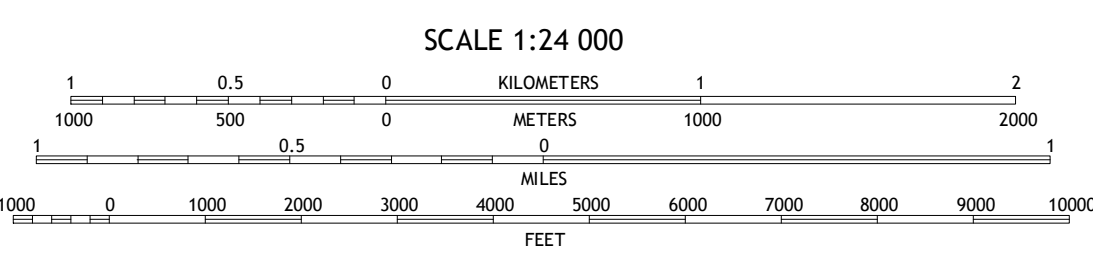 SCALE 1:24 000
1 0.5 0 KILOMETERS 1 2
1000 500 0 METERS 1000 2000
1 0.5 0 1
MILES
1000 0 1000 2000 3000 4000 5000 6000 7000 8000 9000 10000
FEET